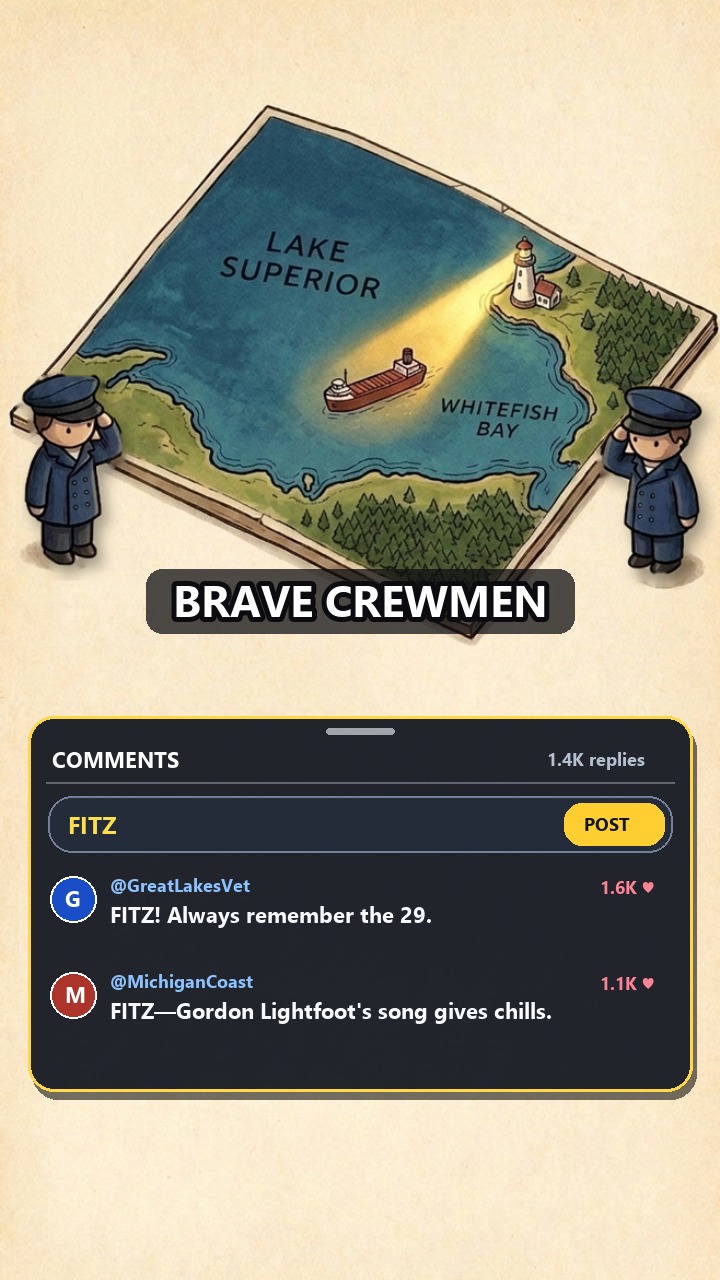 LAKE
SUPERIOR
WHITEFISH
BAY
BRAVE CREWMEN
COMMENTS
1.4K replies
FITZ
POST
G
@GreatLakesVet
1.6K ♥
FITZ! Always remember the 29.
M
@MichiganCoast
1.1K ♥
FITZ—Gordon Lightfoot's song gives chills.